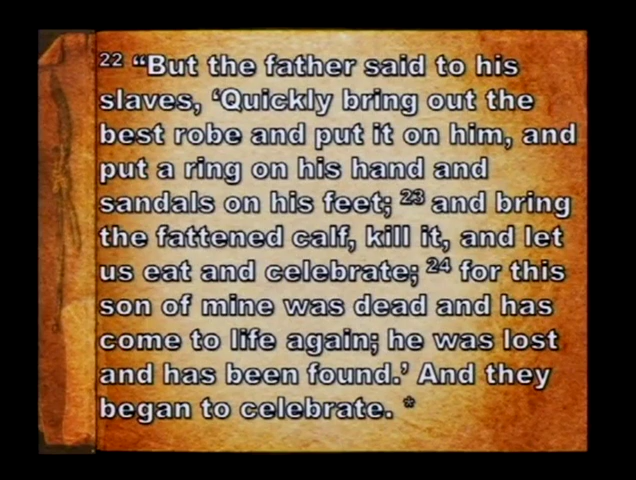 22 “But the father said to his
slaves, ‘Quickly bring out the
best robe and put it on him, and
put a ring on his hand and
sandals on his feet; 23 and bring
the fattened calf, kill it, and let
us eat and celebrate; 24 for this
son of mine was dead and has
come to life again; he was lost
and has been found.’ And they
began to celebrate. *